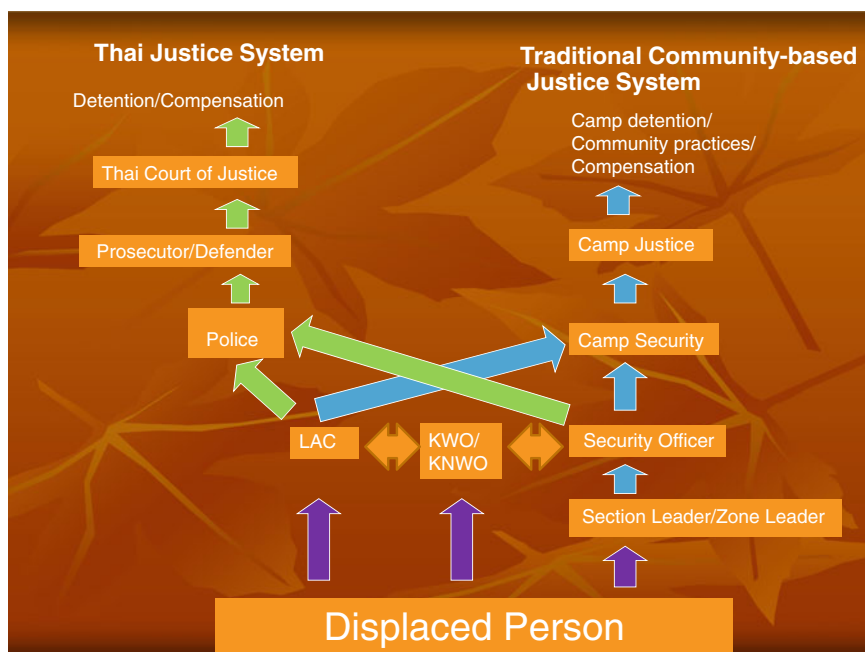 Thai Justice System
Detention/Compensation
Thai Court of Justice
Prosecutor/Defender
Police
Traditional Community-based
Justice System
Camp detention/
Community practices/
Compensation
Camp Justice
Camp Security
LAC
KWO/
KNWO
Security Officer
Section Leader/Zone Leader
Displaced Person